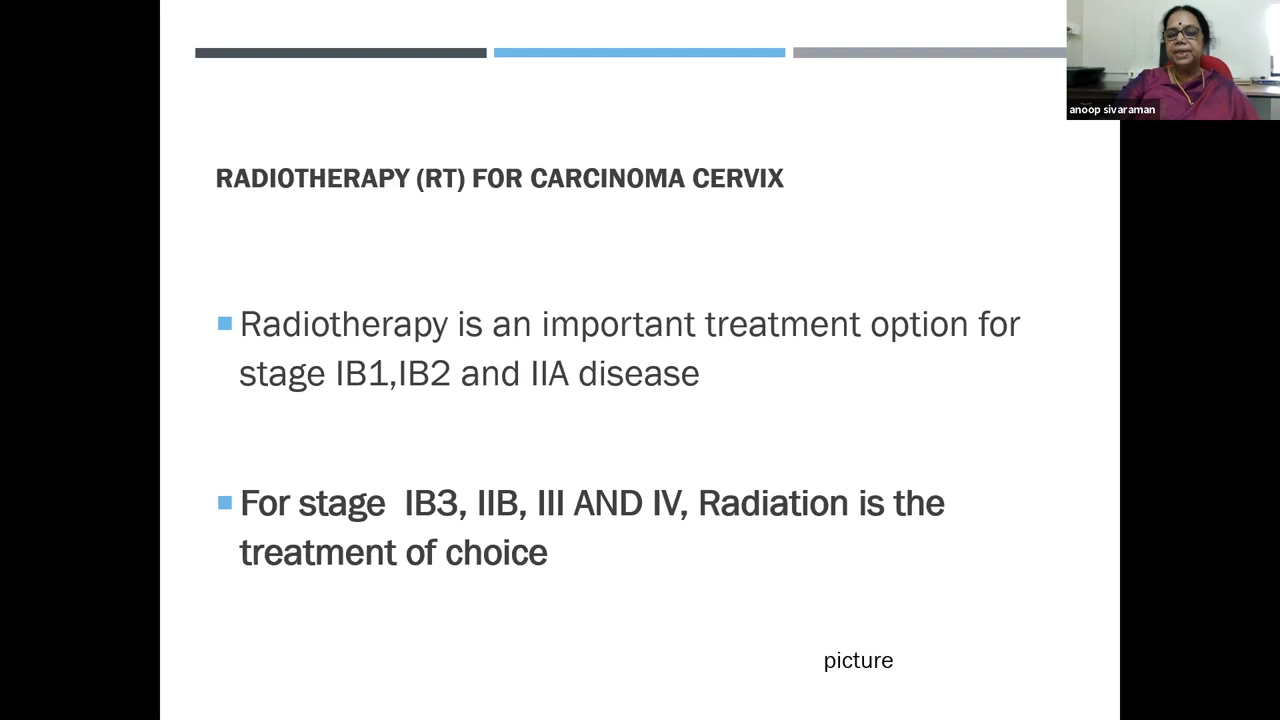 anoop sivaraman
RADIOTHERAPY (RT) FOR CARCINOMA CERVIX
Radiotherapy is an important treatment option for
stage IB1,IB2 and IIA disease
For stage  IB3, IIB, III AND IV, Radiation is the
treatment of choice
picture